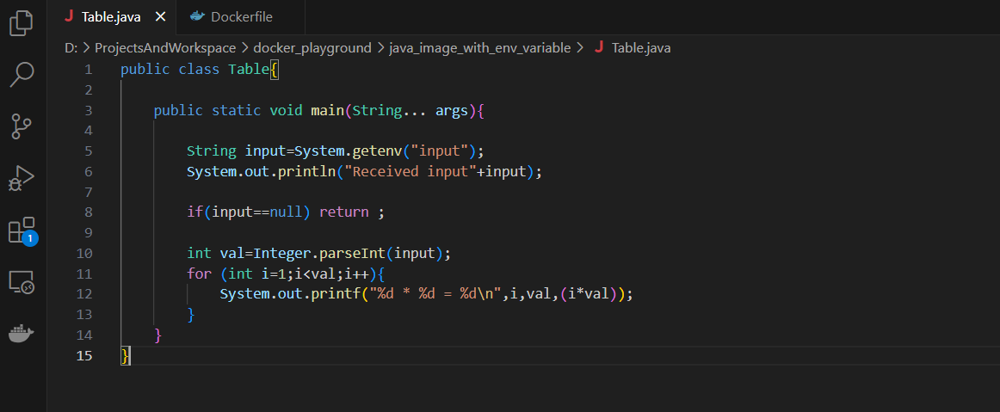 Table.java Dockerfile
D: > ProjectsAndWorkspace > docker_playground > java_image_with_env_variable > Table.java
1 public class Table{
2
3 public static void main(String... args){
4
5 String input=System.getenv("input");
6 System.out.println("Received input"+input);
7
8 if(input==null) return ;
9
10 int val=Integer.parseInt(input);
11 for (int i=1;i<val;i++){
12 System.out.printf("%d * %d = %d\n",i,val,(i*val));
13 }
14 }
15 }
1